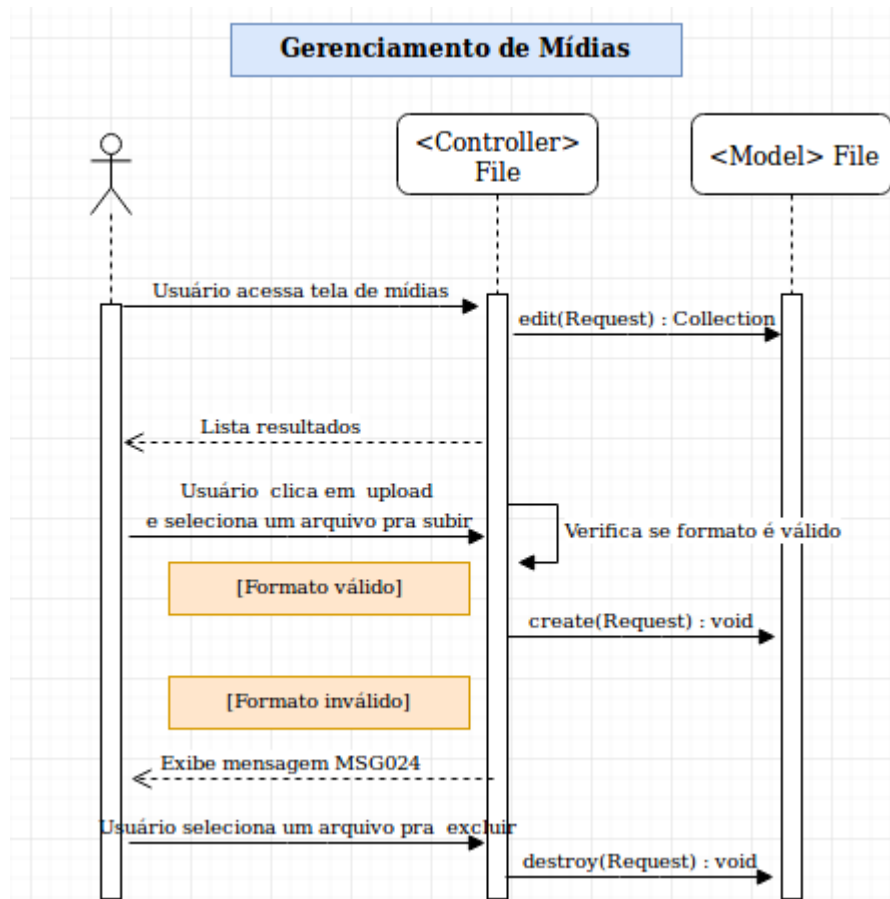 Gerenciamento de Mídias
<Controller>
File
<Model> File
Usuário acessa tela de mídias
edit(Request) : Collection
Lista resultados
Usuário clica em upload
e seleciona um arquivo pra subir
Verifica se formato é válido
[Formato válido]
create(Request) : void
[Formato inválido]
Exibe mensagem MSG024
Usuário seleciona um arquivo pra excluir
destroy(Request) : void